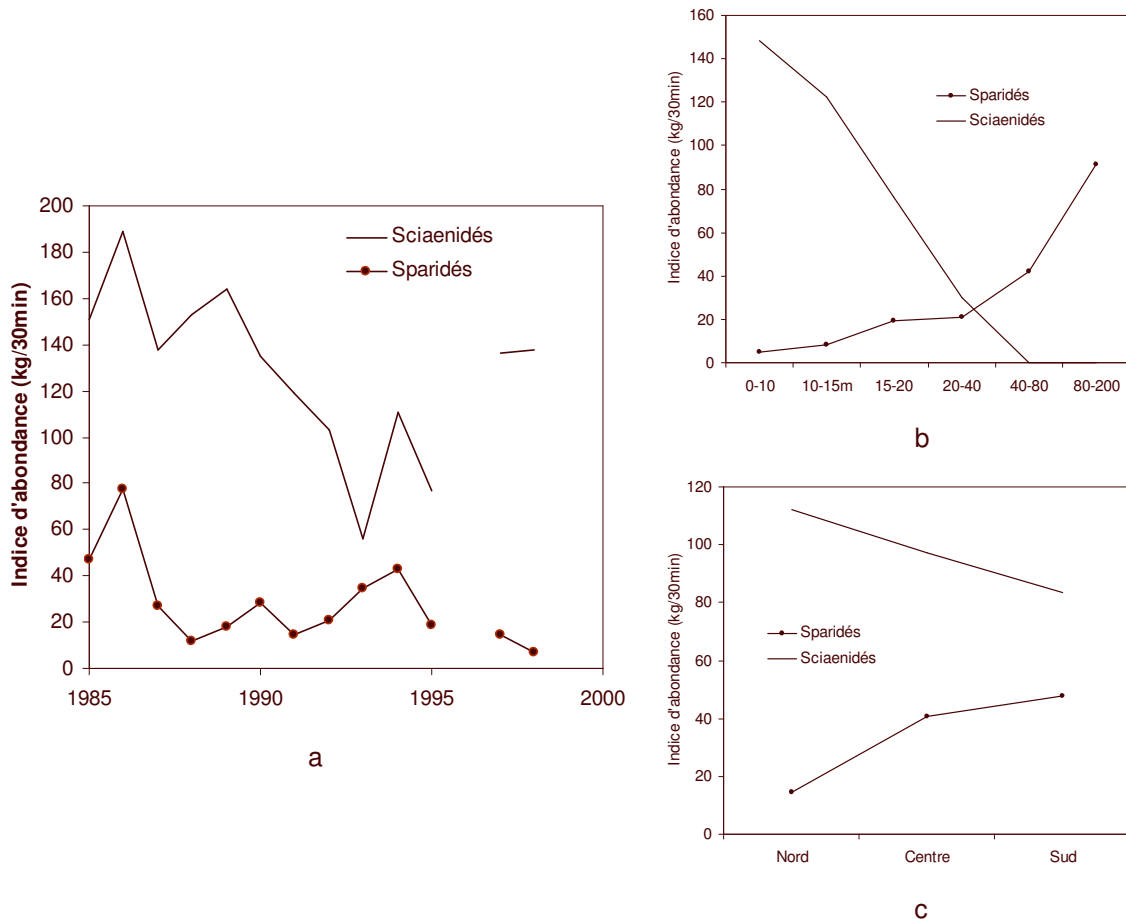 Indice d'abondance (kg/30min)
200
180
160
140
120
100
80
60
40
20
0
Sciaenidés
Sparidés
1985
1990
1995
2000
a
Indice d'abondance (kg/30min)
160
140
120
100
80
60
40
20
0
Sparidés
Sciaenidés
0-10
10-15m
15-20
20-40
40-80
80-200
b
Indice d'abondance (kg/30min)
120
100
80
60
40
20
0
Sparidés
Sciaenidés
Nord
Centre
Sud
c